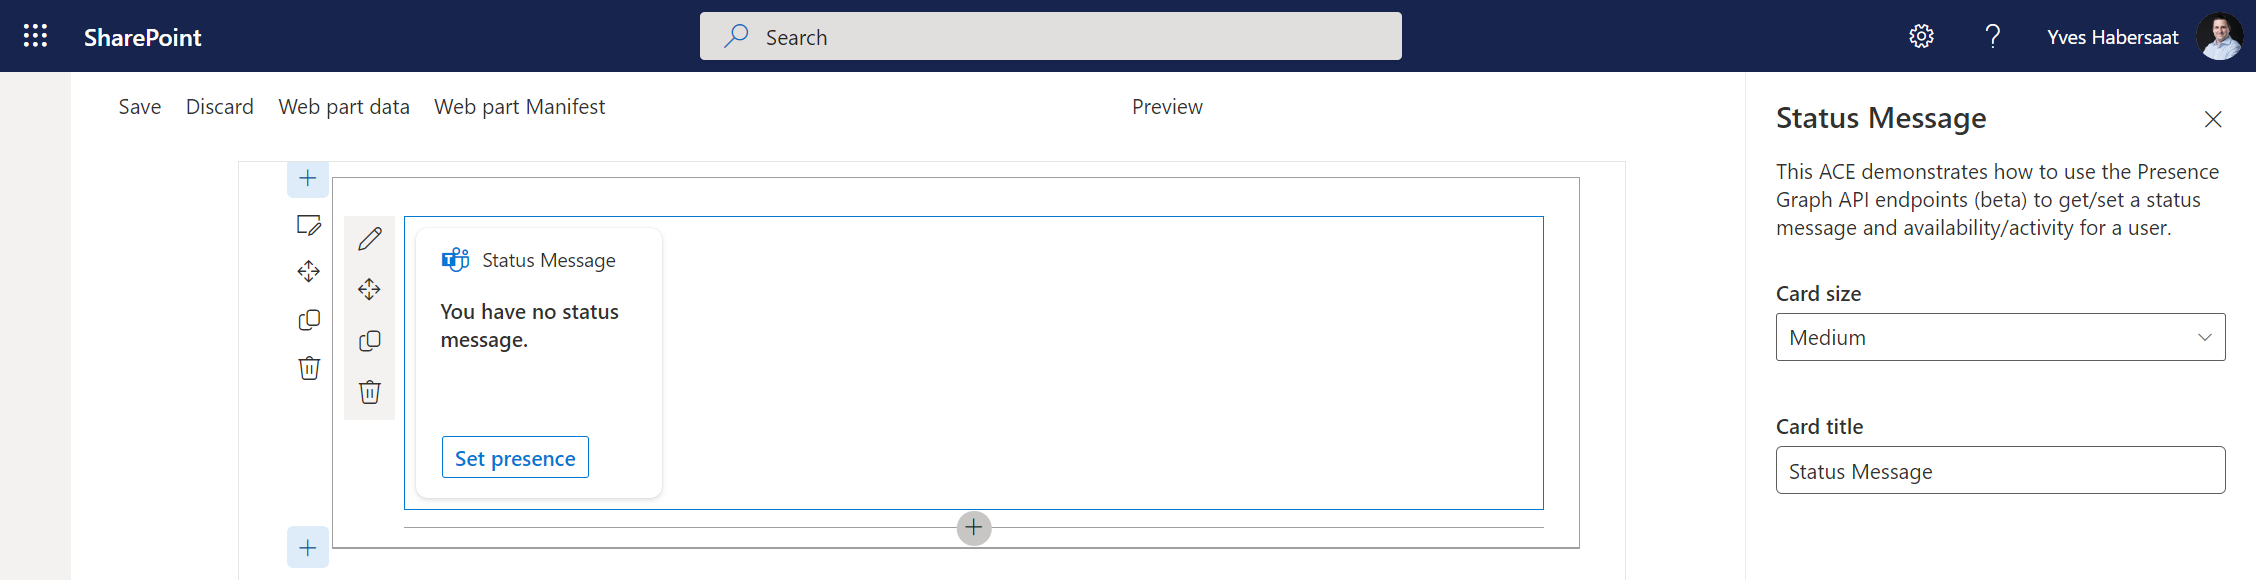 SharePoint
Search
Yves Habersaat
Save Discard Web part data Web part Manifest
Preview
Status Message
You have no status
message.
Set presence
Status Message
This ACE demonstrates how to use the Presence
Graph API endpoints (beta) to get/set a status
message and availability/activity for a user.
Card size
Medium
Card title
Status Message